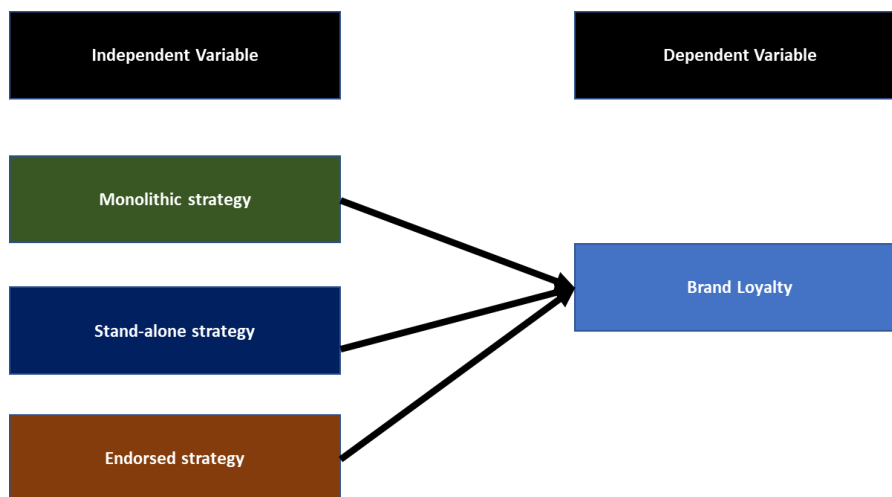 Independent Variable
Dependent Variable
Monolithic strategy
Stand-alone strategy
Brand Loyalty
Endorsed strategy